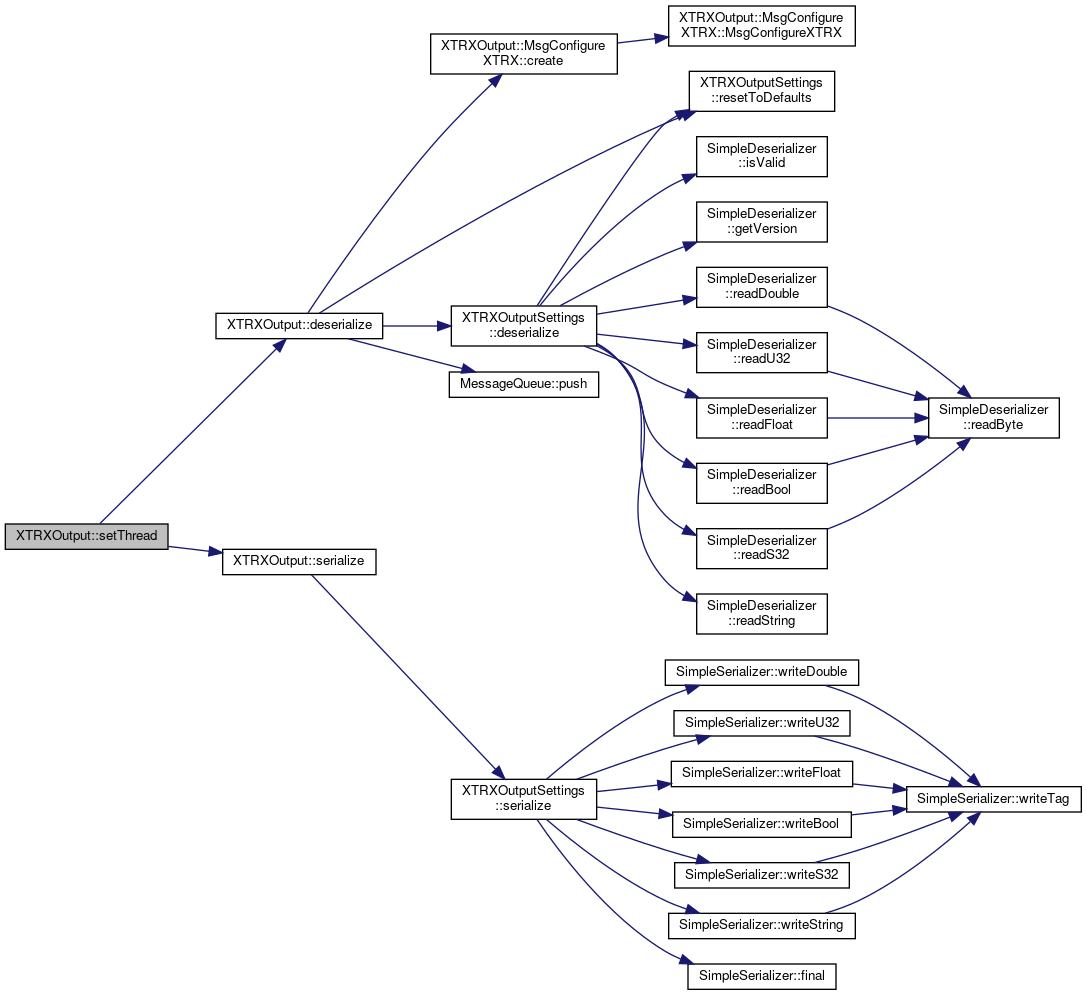 XTRXOutput::MsgConfigure
XTRX::MsgConfigureXTRX
XTRXOutput::MsgConfigure
XTRX::create
XTRXOutputSettings
::resetToDefaults
SimpleDeserializer
::isValid
SimpleDeserializer
::getVersion
SimpleDeserializer
::readDouble
XTRXOutput::deserialize
XTRXOutputSettings
::deserialize
SimpleDeserializer
::readU32
MessageQueue::push
SimpleDeserializer
::readFloat
SimpleDeserializer
::readByte
SimpleDeserializer
::readBool
XTRXOutput::setThread
SimpleDeserializer
::readS32
XTRXOutput::serialize
SimpleDeserializer
::readString
SimpleSerializer::writeDouble
SimpleSerializer::writeU32
SimpleSerializer::writeFloat
XTRXOutputSettings
::serialize
SimpleSerializer::writeTag
SimpleSerializer::writeBool
SimpleSerializer::writeS32
SimpleSerializer::writeString
SimpleSerializer::final